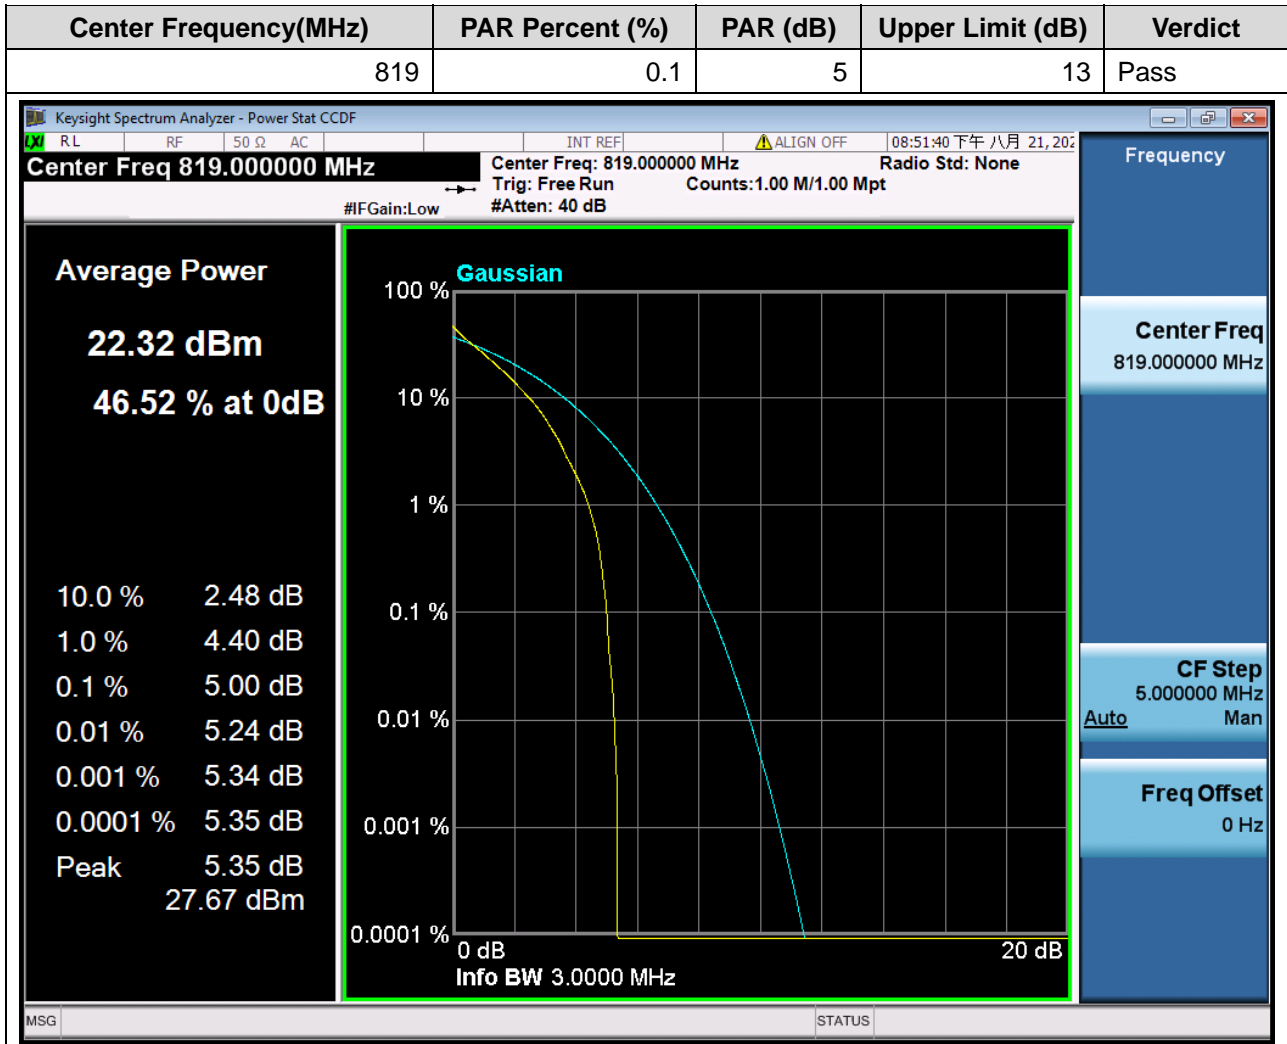 Center Frequency(MHz) PAR Percent (%) PAR (dB) Upper Limit (dB) Verdict
819 0.1 5 13 Pass
Keysight Spectrum Analyzer - Power Stat CCDF
LXI RL RF 50 Ω AC INT REF ALIGN OFF 08:51:40 下午 八月 21, 202
Center Freq 819.000000 MHz
Center Freq: 819.000000 MHz Radio Std: None
Trig: Free Run Counts:1.00 M/1.00 Mpt
#IFGain:Low #Atten: 40 dB
Average Power
22.32 dBm
46.52 % at 0dB
10.0 % 2.48 dB
1.0 % 4.40 dB
0.1 % 5.00 dB
0.01 % 5.24 dB
0.001 % 5.34 dB
0.0001 % 5.35 dB
Peak 5.35 dB
27.67 dBm
Gaussian
100 %
10 %
1 %
0.1 %
0.01 %
0.001 %
0.0001 %
0 dB 20 dB
Info BW 3.0000 MHz
Frequency
Center Freq
819.000000 MHz
CF Step
5.000000 MHz
Auto Man
Freq Offset
0 Hz
MSG STATUS